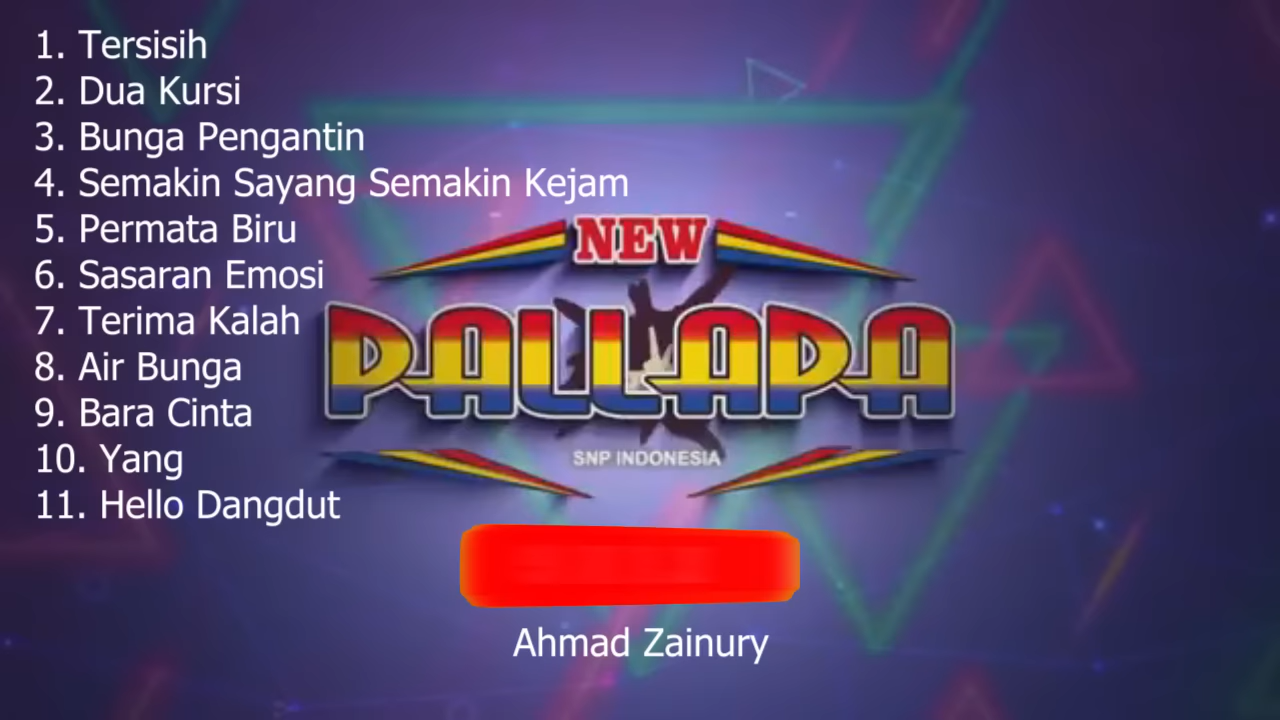 1. Tersisih
2. Dua Kursi
3. Bunga Pengantin
4. Semakin Sayang Semakin Kejam
5. Permata Biru
6. Sasaran Emosi
7. Terima Kalah
8. Air Bunga
9. Bara Cinta
10. Yang
11. Hello Dangdut
NEW
PALLAPA
SNP INDONESIA
Ahmad Zainury